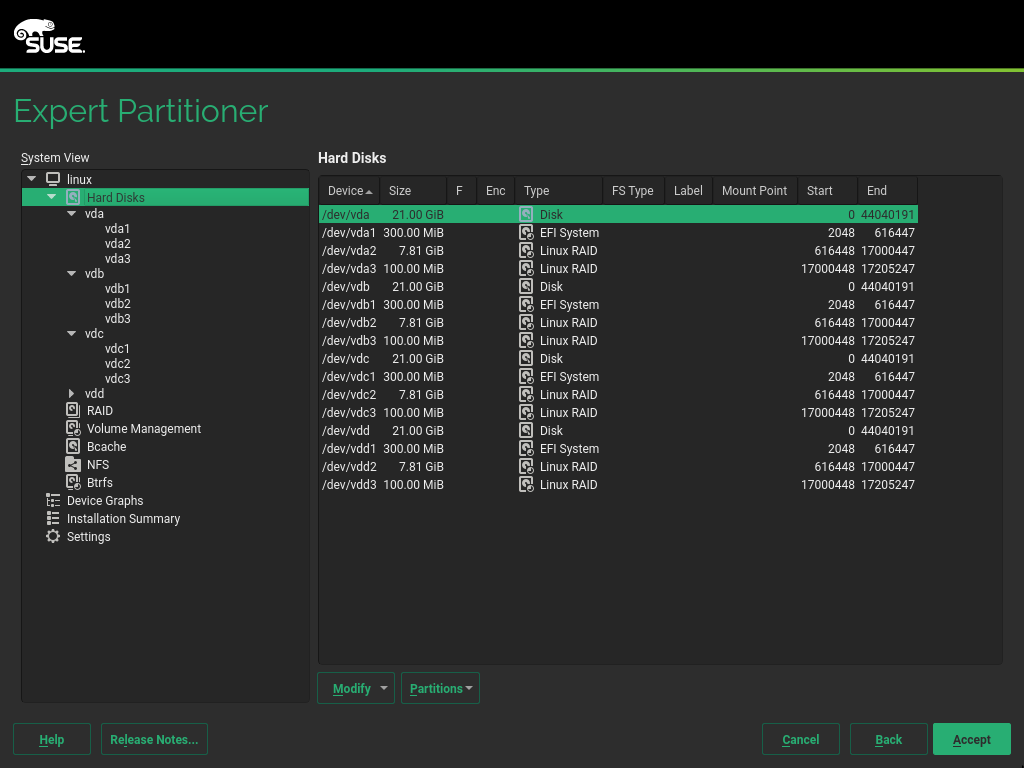 SUSE.
Expert Partitioner
System View
linux
Hard Disks
vda
vda1
vda2
vda3
vdb
vdb1
vdb2
vdb3
vdc
vdc1
vdc2
vdc3
vdd
RAID
Volume Management
Bcache
NFS
Btrfs
Device Graphs
Installation Summary
Settings
Hard Disks
Device Size F Enc Type FS Type Label Mount Point Start End
/dev/vda 21.00 GiB Disk 0 44040191
/dev/vda1 300.00 MiB EFI System 2048 616447
/dev/vda2 7.81 GiB Linux RAID 616448 17000447
/dev/vda3 100.00 MiB Linux RAID 17000448 17205247
/dev/vdb 21.00 GiB Disk 0 44040191
/dev/vdb1 300.00 MiB EFI System 2048 616447
/dev/vdb2 7.81 GiB Linux RAID 616448 17000447
/dev/vdb3 100.00 MiB Linux RAID 17000448 17205247
/dev/vdc 21.00 GiB Disk 0 44040191
/dev/vdc1 300.00 MiB EFI System 2048 616447
/dev/vdc2 7.81 GiB Linux RAID 616448 17000447
/dev/vdc3 100.00 MiB Linux RAID 17000448 17205247
/dev/vdd 21.00 GiB Disk 0 44040191
/dev/vdd1 300.00 MiB EFI System 2048 616447
/dev/vdd2 7.81 GiB Linux RAID 616448 17000447
/dev/vdd3 100.00 MiB Linux RAID 17000448 17205247
Modify Partitions
Help Release Notes... Cancel Back Accept